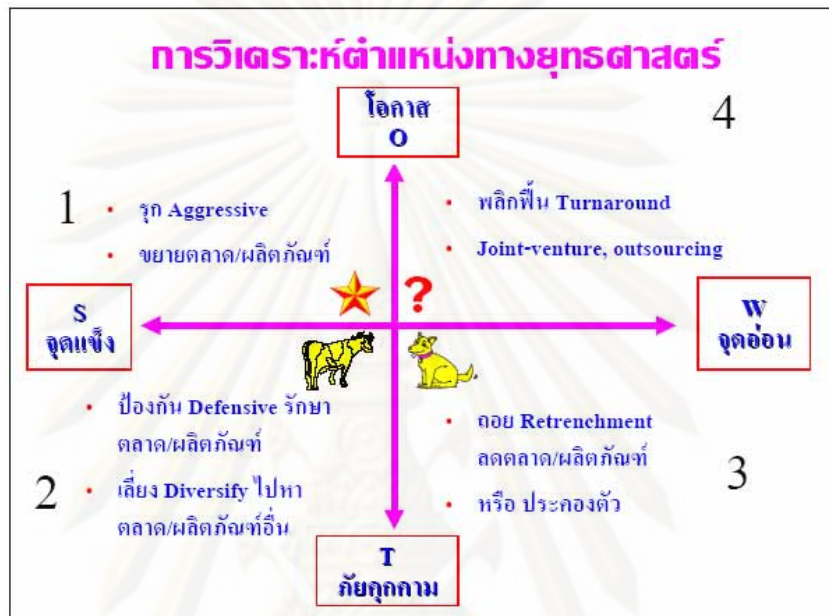 การวิเคราะห์ตำแหน่งทางยุทธศาสตร์
โอกาส
O
4
1
• รุก Aggressive
• ขยายตลาด/ผลิตภัณฑ์
• พลิกฟื้น Turnaround
• Joint-venture, outsourcing
?
S
จุดแข็ง
W
จุดอ่อน
2
• ป้องกัน Defensive รักษา
ตลาด/ผลิตภัณฑ์
• เลี่ยง Diversify ไปหา
ตลาด/ผลิตภัณฑ์อื่น
• ถอย Retrenchment
ลดตลาด/ผลิตภัณฑ์
• หรือ ประคองตัว
3
T
ภัยคุกคาม